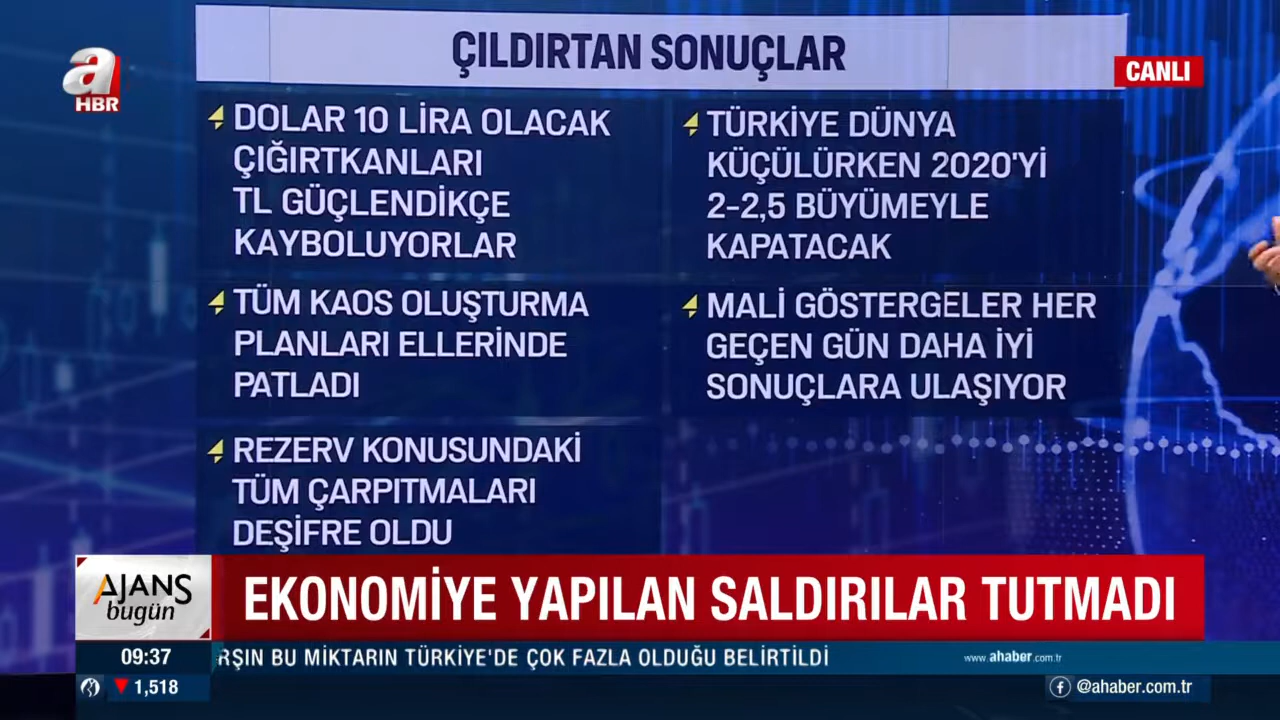 ÇILDIRTAN SONUÇLAR
a
HBR
CANLI
DOLAR 10 LİRA OLACAK
ÇIĞIRTKANLARI
TL GÜÇLENDİKÇE
KAYBOLUYORLAR
TÜM KAOS OLUŞTURMA
PLANLARI ELLERİNDE
PATLADI
REZERV KONUSUNDAKİ
TÜM ÇARPITMALARI
DEŞİFRE OLDU
TÜRKİYE DÜNYA
KÜÇÜLÜRKEN 2020'Yİ
2-2,5 BÜYÜMEYLE
KAPATACAK
MALİ GÖSTERGELER HER
GEÇEN GÜN DAHA İYİ
SONUÇLARA ULAŞIYOR
AJANS
bugün
EKONOMİYE YAPILAN SALDIRILAR TUTMADI
09:37
RŞIN BU MİKTARIN TÜRKİYE'DE ÇOK FAZLA OLDUĞU BELİRTİLDİ
www.ahaber.com.tr
1,518
@ahaber.com.tr